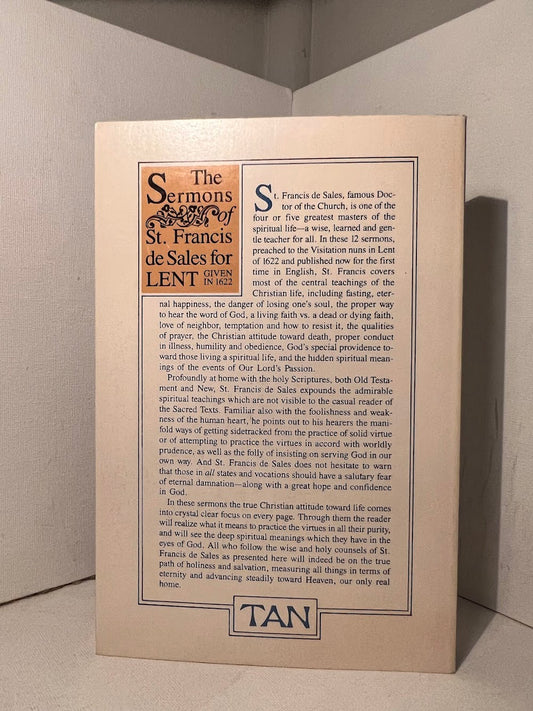 The
Sermons
of
St. Francis
de Sales for
LENT GIVEN IN 1622
St. Francis de Sales, famous Doc-
tor of the Church, is one of the
four or five greatest masters of the
spiritual life—a wise, learned and gen-
tle teacher for all. In these 12 sermons,
preached to the Visitation nuns in Lent
of 1622 and published now for the first
time in English, St. Francis covers
most of the central teachings of the
Christian life, including fasting, eter-
nal happiness, the danger of losing one's soul, the proper way
to hear the word of God, a living faith vs. a dead or dying faith,
love of neighbor, temptation and how to resist it, the qualities
of prayer, the Christian attitude toward death, proper conduct
in illness, humility and obedience, God's special providence to-
ward those living a spiritual life, and the hidden spiritual mean-
ings of the events of Our Lord's Passion.
Profoundly at home with the holy Scriptures, both Old Testa-
ment and New, St. Francis de Sales expounds the admirable
spiritual teachings which are not visible to the casual reader of
the Sacred Texts. Familiar also with the foolishness and weak-
ness of the human heart, he points out to his hearers the mani-
fold ways of getting sidetracked from the practice of solid virtue
or of attempting to practice the virtues in accord with worldly
prudence, as well as the folly of insisting on serving God in our
own way. And St. Francis de Sales does not hesitate to warn
that those in all states and vocations should have a salutary fear
of eternal damnation—along with a great hope and confidence
in God.
In these sermons the true Christian attitude toward life comes
into crystal clear focus on every page. Through them the reader
will realize what it means to practice the virtues in all their purity,
and will see the deep spiritual meanings which they have in the
eyes of God. All who follow the wise and holy counsels of St.
Francis de Sales as presented here will indeed be on the true
path of holiness and salvation, measuring all things in terms of
eternity and advancing steadily toward Heaven, our only real
home.
TAN